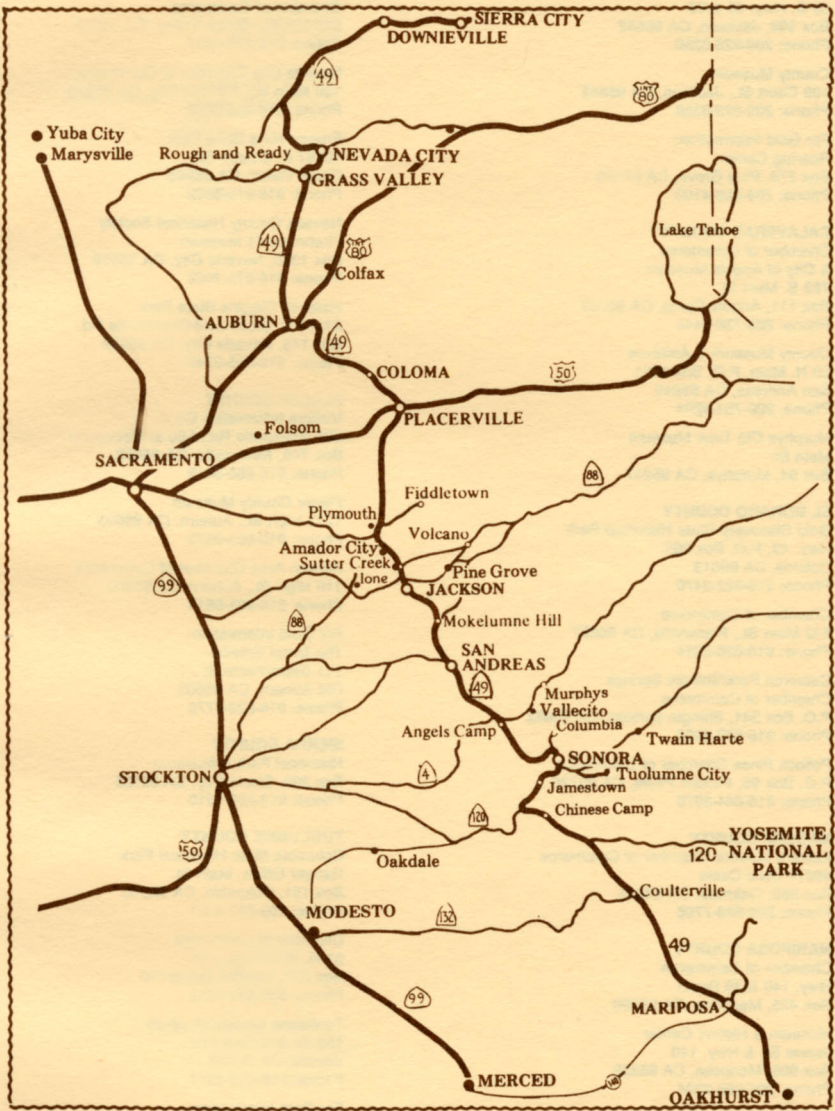 SIERRA CITY
DOWNIEVILLE
49
INT
80
Yuba City
Marysville
Rough and Ready
NEVADA CITY
GRASS VALLEY
49
INT
80
Lake Tahoe
Colfax
AUBURN
49
COLOMA
50
PLACERVILLE
Folsom
SACRAMENTO
88
Fiddletown
Plymouth
Volcano
Amador City
Sutter Creek
Ione
Pine Grove
JACKSON
99
88
Mokelumne Hill
SAN
ANDREAS
49
Murphys
Vallecito
Columbia
Angels Camp
Twain Harte
SONORA
STOCKTON
4
Tuolumne City
Jamestown
120
Chinese Camp
50
YOSEMITE
120 NATIONAL
PARK
Oakdale
Coulterville
MODESTO
132
49
99
MARIPOSA
MERCED
140
OAKHURST